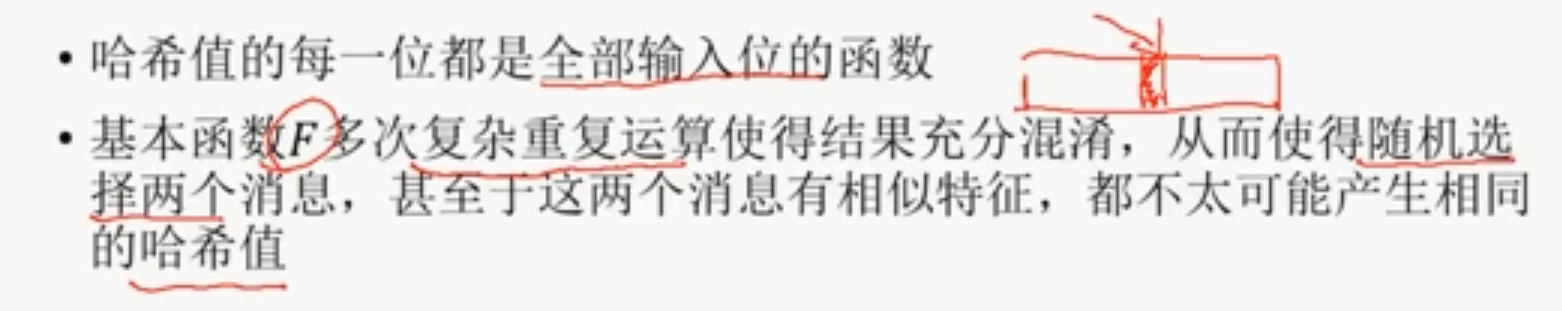 • 哈希值的每一位都是全部输入位的函数
• 基本函数F多次复杂重复运算使得结果充分混淆，从而使得随机选
择两个消息，甚至于这两个消息有相似特征，都不太可能产生相同
的哈希值